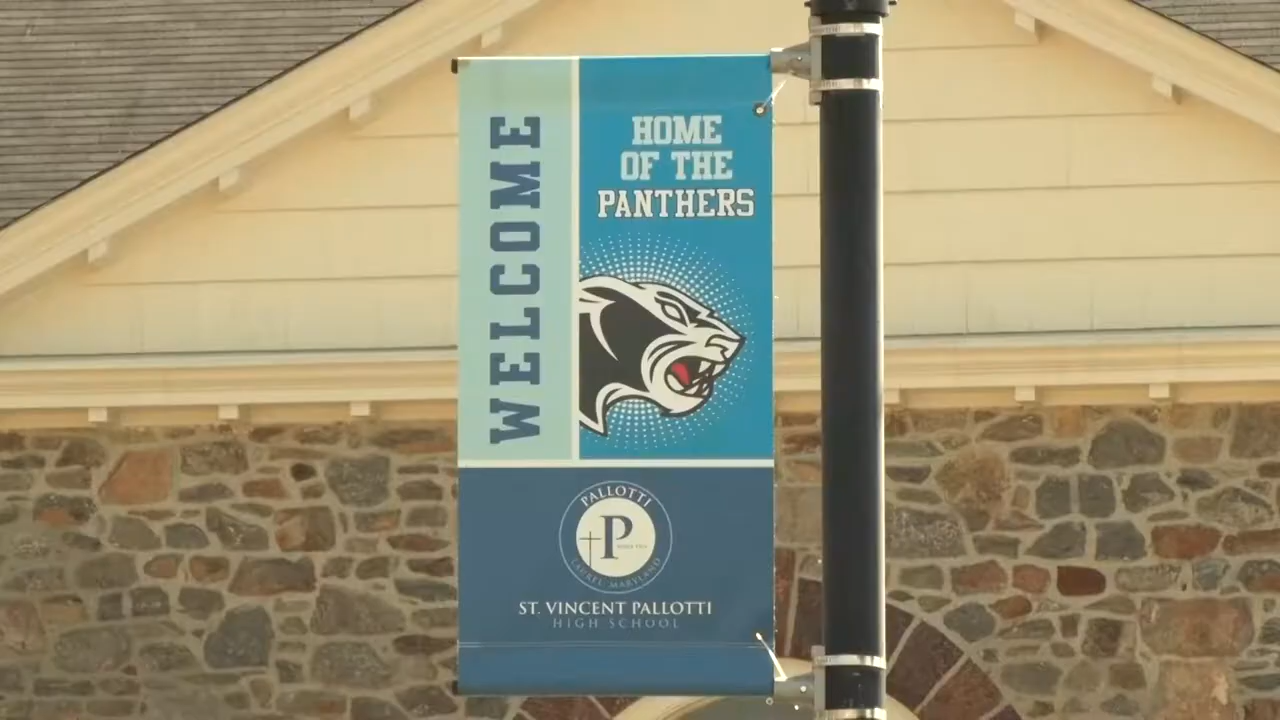 WELCOME
HOME
OF THE
PANTHERS
PALLOTTI
P
LAUREL, MARYLAND
ST. VINCENT PALLOTTI
HIGH SCHOOL